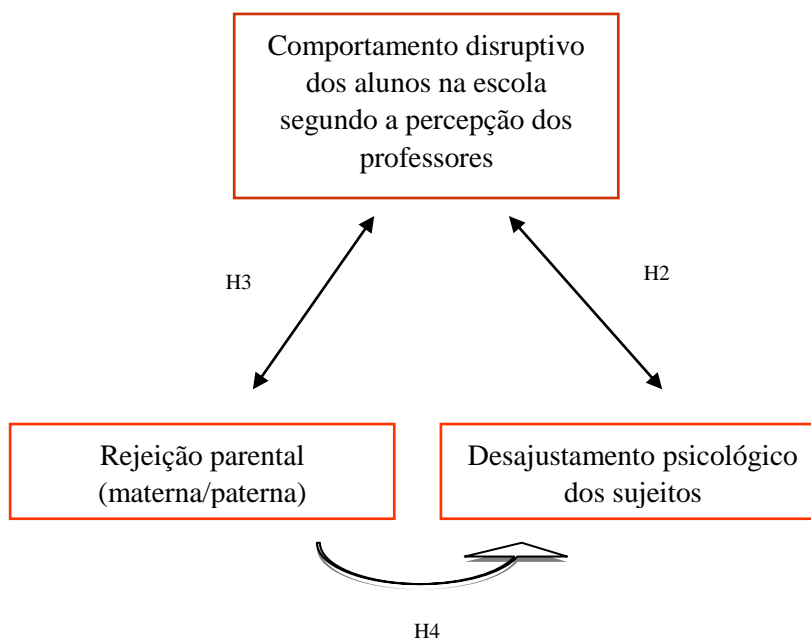 Comportamento disruptivo
dos alunos na escola
segundo a percepção dos
professores
H3
H2
Rejeição parental
(materna/paterna)
Desajustamento psicológico
dos sujeitos
H4